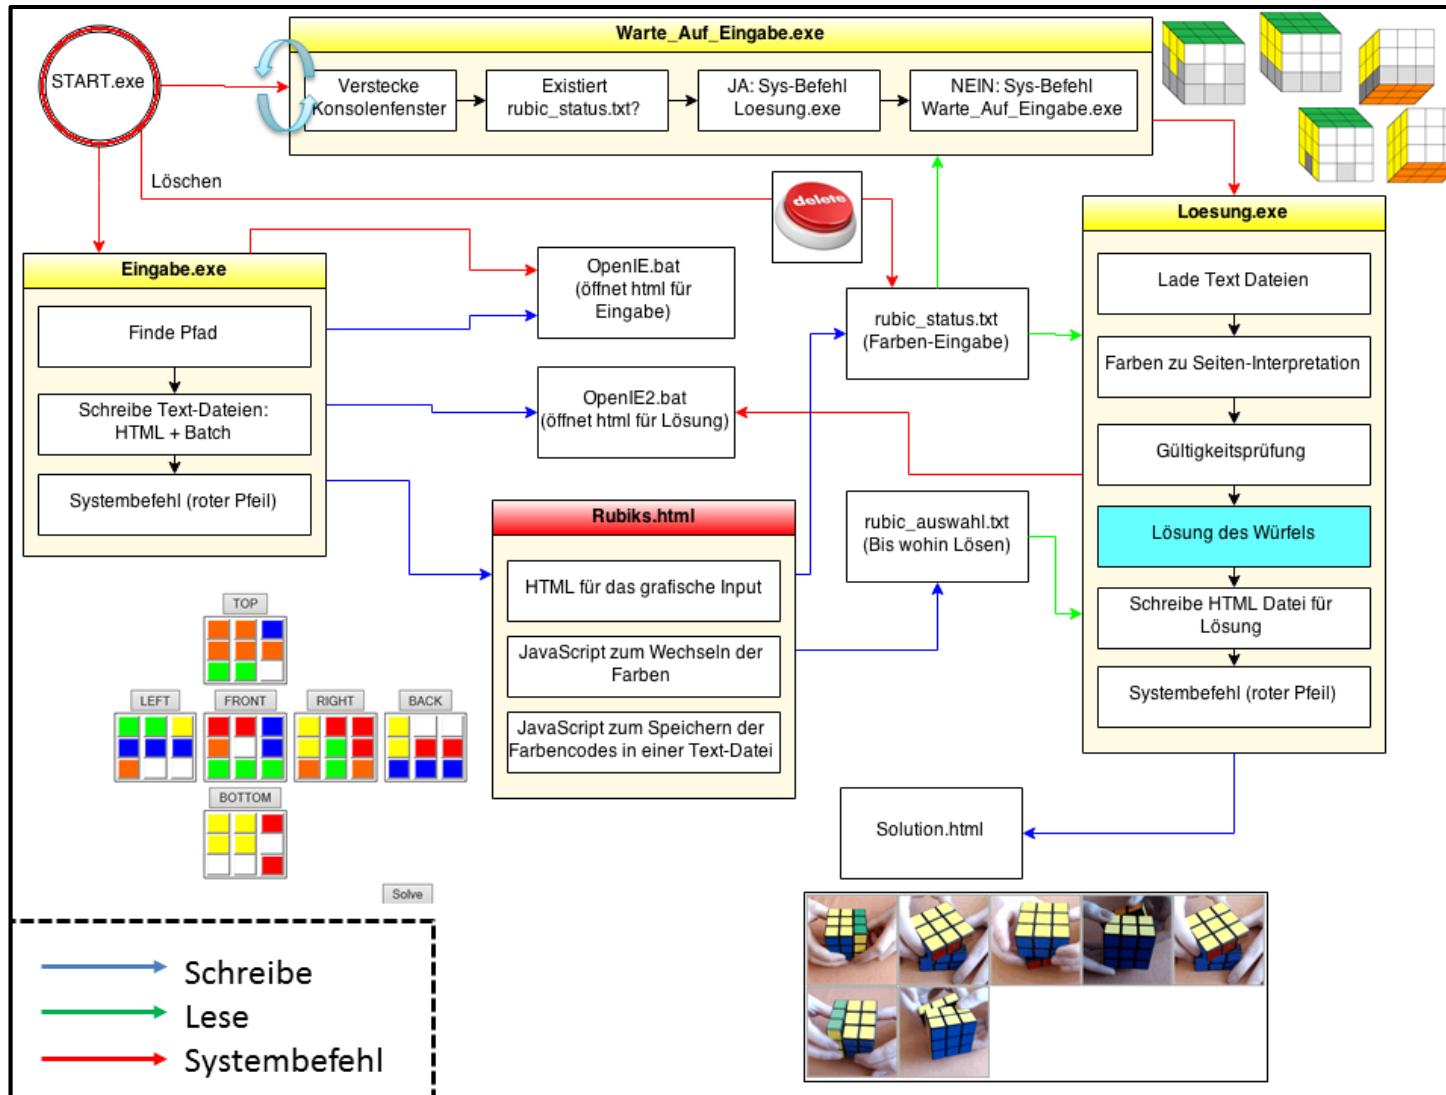 START.exe
Warte_Auf_Eingabe.exe
Verstecke
Konsolenfenster
Existiert
rubic_status.txt?
JA: Sys-Befehl
Loesung.exe
NEIN: Sys-Befehl
Warte_Auf_Eingabe.exe
Löschen
delete
Eingabe.exe
Finde Pfad
Schreibe Text-Dateien:
HTML + Batch
Systembefehl (roter Pfeil)
OpenIE.bat
(öffnet html für
Eingabe)
OpenIE2.bat
(öffnet html für Lösung)
rubic_status.txt
(Farben-Eingabe)
rubic_auswahl.txt
(Bis wohin Lösen)
Loesung.exe
Lade Text Dateien
Farben zu Seiten-Interpretation
Gültigkeitsprüfung
Lösung des Würfels
Schreibe HTML Datei für
Lösung
Systembefehl (roter Pfeil)
Rubiks.html
HTML für das grafische Input
JavaScript zum Wechseln der
Farben
JavaScript zum Speichern der
Farbencodes in einer Text-Datei
Solution.html
TOP
LEFT
FRONT
RIGHT
BACK
BOTTOM
Solve
Schreibe
Lese
Systembefehl